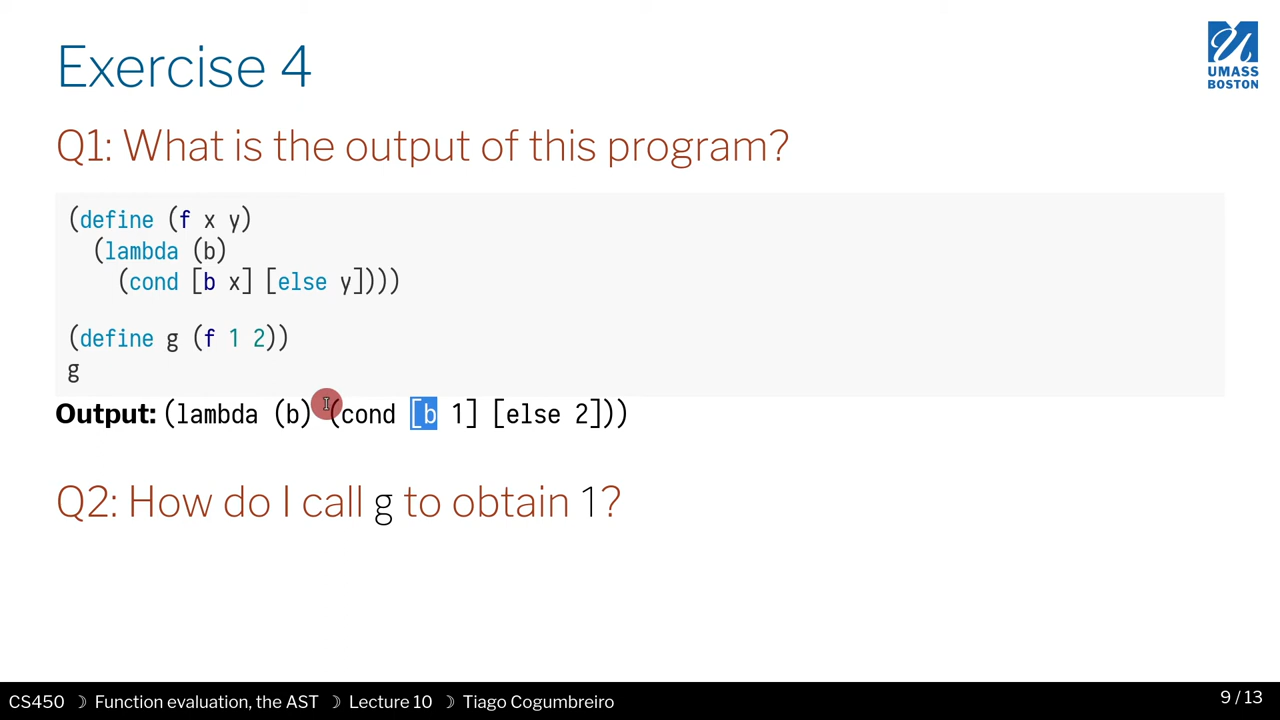 Exercise 4
UMASS
BOSTON
Q1: What is the output of this program?
(define (f x y)
(lambda (b)
(cond [b x] [else y])))
(define g (f 1 2))
g
Output: (lambda (b) (cond [b 1] [else 2]))
Q2: How do I call g to obtain 1?
CS450 ☽ Function evaluation, the AST ☽ Lecture 10 ☽ Tiago Cogumbreiro
9 / 13